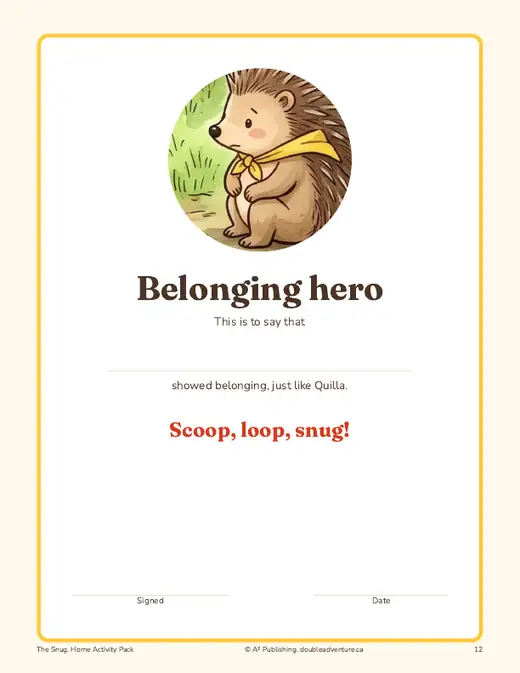 Belonging hero
This is to say that
showed belonging, just like Quilla.
Scoop, loop, snug!
Signed Date
The Snug. Home Activity Pack © A² Publishing. doubleadventure.ca 12